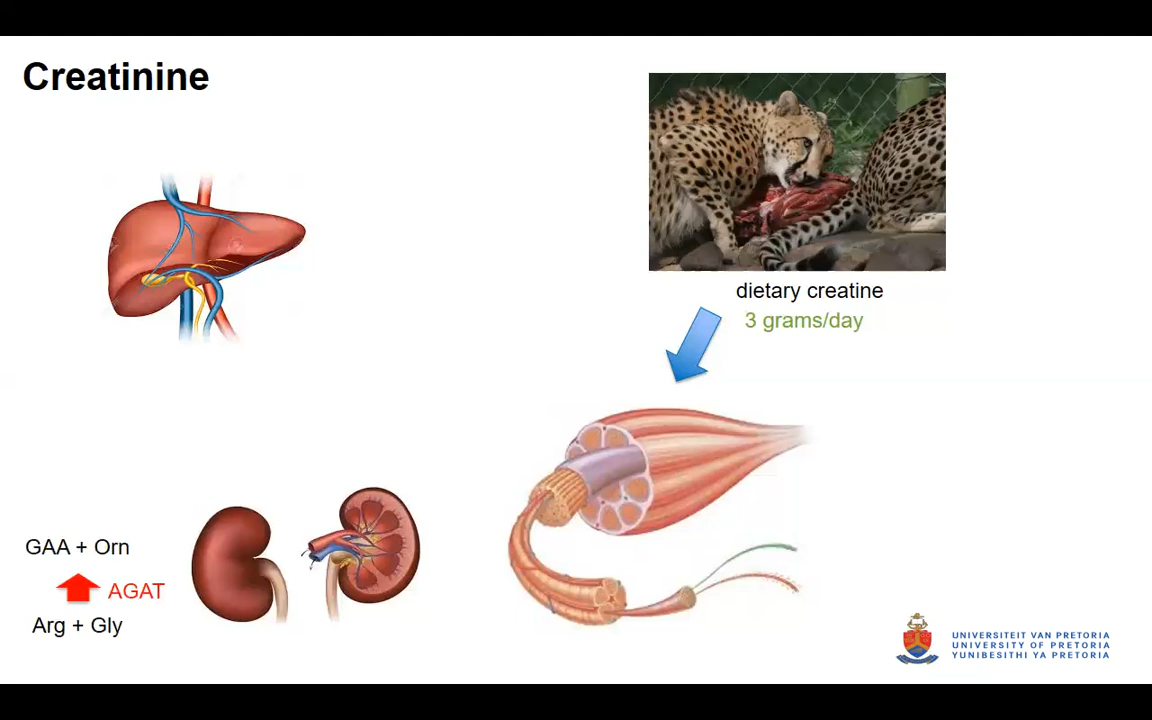 Creatinine
dietary creatine
3 grams/day
GAA + Orn
AGAT
Arg + Gly
UNIVERSITEIT VAN PRETORIA
UNIVERSITY OF PRETORIA
YUNIBESITHI YA PRETORIA